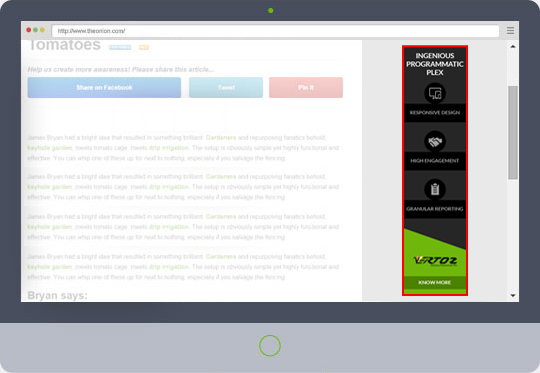 http://www.theonion.com/
Tomatoes
Help us create more awareness! Please share this article...
Share on Facebook
Tweet
Pin It
James Bryan had a bright idea that resulted in something brilliant. Gardeners and repurposing fanatics behold,
keyhole garden, meets tomato cage, meets drip irrigation. The setup is obviously simple yet highly functional and
effective. You can whip one of these up for next to nothing, especially if you salvage the fencing.
James Bryan had a bright idea that resulted in something brilliant. Gardeners and repurposing fanatics behold,
keyhole garden, meets tomato cage, meets drip irrigation. The setup is obviously simple yet highly functional and
effective. You can whip one of these up for next to nothing, especially if you salvage the fencing.
James Bryan had a bright idea that resulted in something brilliant. Gardeners and repurposing fanatics behold,
keyhole garden, meets tomato cage, meets drip irrigation. The setup is obviously simple yet highly functional and
effective. You can whip one of these up for next to nothing, especially if you salvage the fencing.
James Bryan had a bright idea that resulted in something brilliant. Gardeners and repurposing fanatics behold,
keyhole garden, meets tomato cage, meets drip irrigation. The setup is obviously simple yet highly functional and
effective. You can whip one of these up for next to nothing, especially if you salvage the fencing.
Bryan says:
INGENIOUS
PROGRAMMATIC
PLEX
RESPONSIVE DESIGN
HIGH ENGAGEMENT
GRANULAR REPORTING
VERTOZ
KNOW MORE